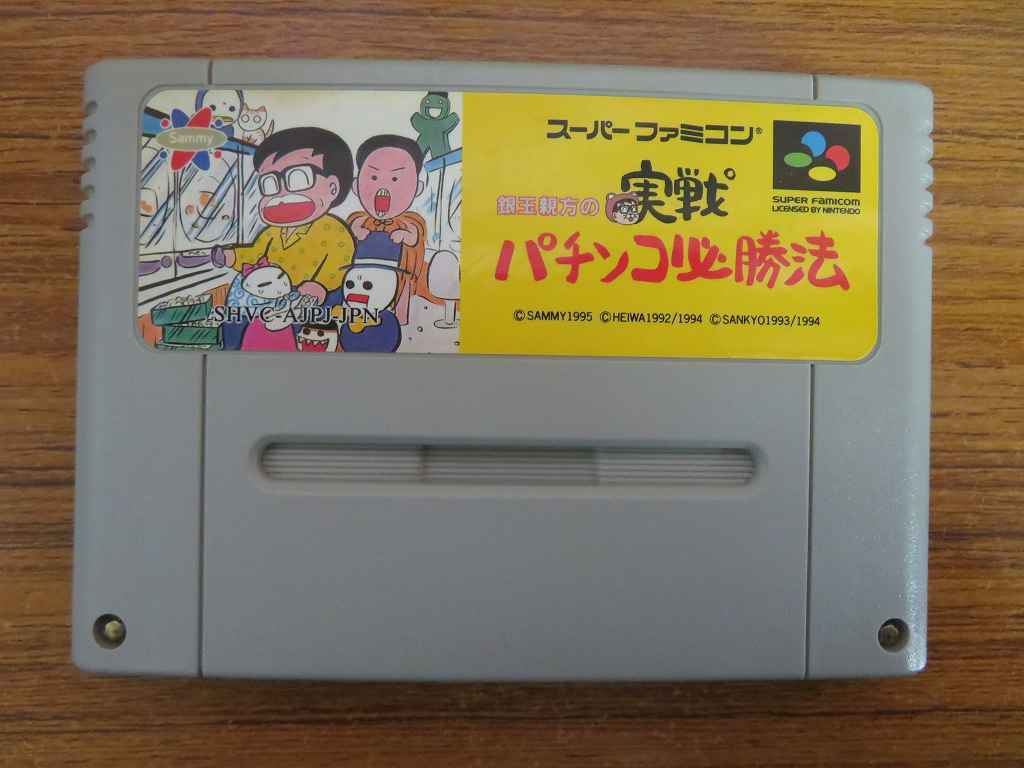 Sammy
SHVC-AJPJ-JPN
スーパーファミコン®
SUPER FAMICOM
LICENSED BY NINTENDO
銀玉親方の実戦
パチンコ必勝法
©SAMMY1995 ©HEIWA1992/1994 ©SANKYO1993/1994